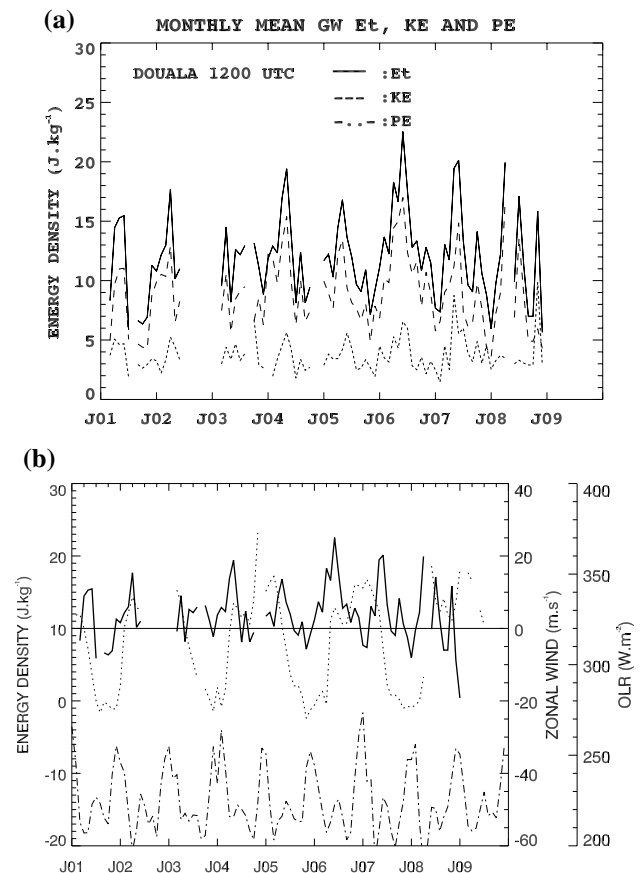 (a)
MONTHLY MEAN GW Et, KE AND PE
DOUALA 1200 UTC
:Et
:KE
:PE
ENERGY DENSITY (J.kg-1)
30
25
20
15
10
5
0
J01 J02 J03 J04 J05 J06 J07 J08 J09
(b)
ENERGY DENSITY (J.kg-1)
30
20
10
0
-10
-20
40
20
0
-20
-40
-60
ZONAL WIND (m.s-1)
400
350
300
250
200
OLR (W.m-2)
J01 J02 J03 J04 J05 J06 J07 J08 J09